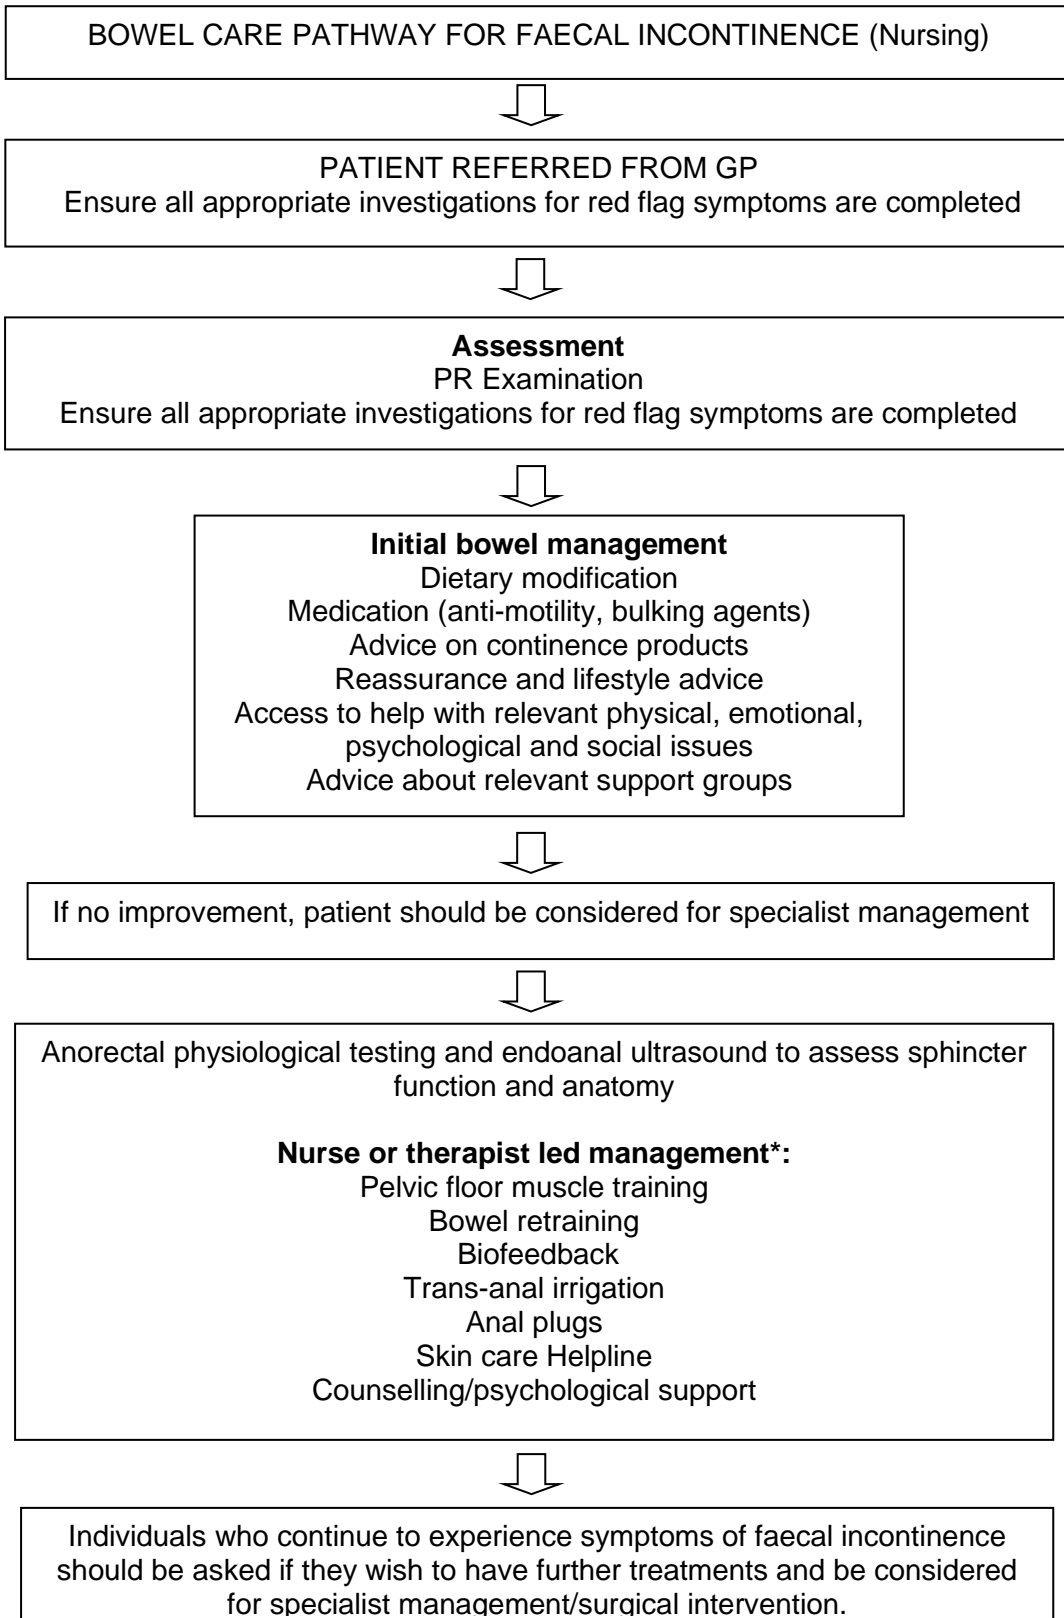 BOWEL CARE PATHWAY FOR FAECAL INCONTINENCE (Nursing)
PATIENT REFERRED FROM GP
Ensure all appropriate investigations for red flag symptoms are completed
Assessment
PR Examination
Ensure all appropriate investigations for red flag symptoms are completed
Initial bowel management
Dietary modification
Medication (anti-motility, bulking agents)
Advice on continence products
Reassurance and lifestyle advice
Access to help with relevant physical, emotional,
psychological and social issues
Advice about relevant support groups
If no improvement, patient should be considered for specialist management
Anorectal physiological testing and endoanal ultrasound to assess sphincter
function and anatomy
Nurse or therapist led management*:
Pelvic floor muscle training
Bowel retraining
Biofeedback
Trans-anal irrigation
Anal plugs
Skin care Helpline
Counselling/psychological support
Individuals who continue to experience symptoms of faecal incontinence
should be asked if they wish to have further treatments and be considered
for specialist management/surgical intervention.